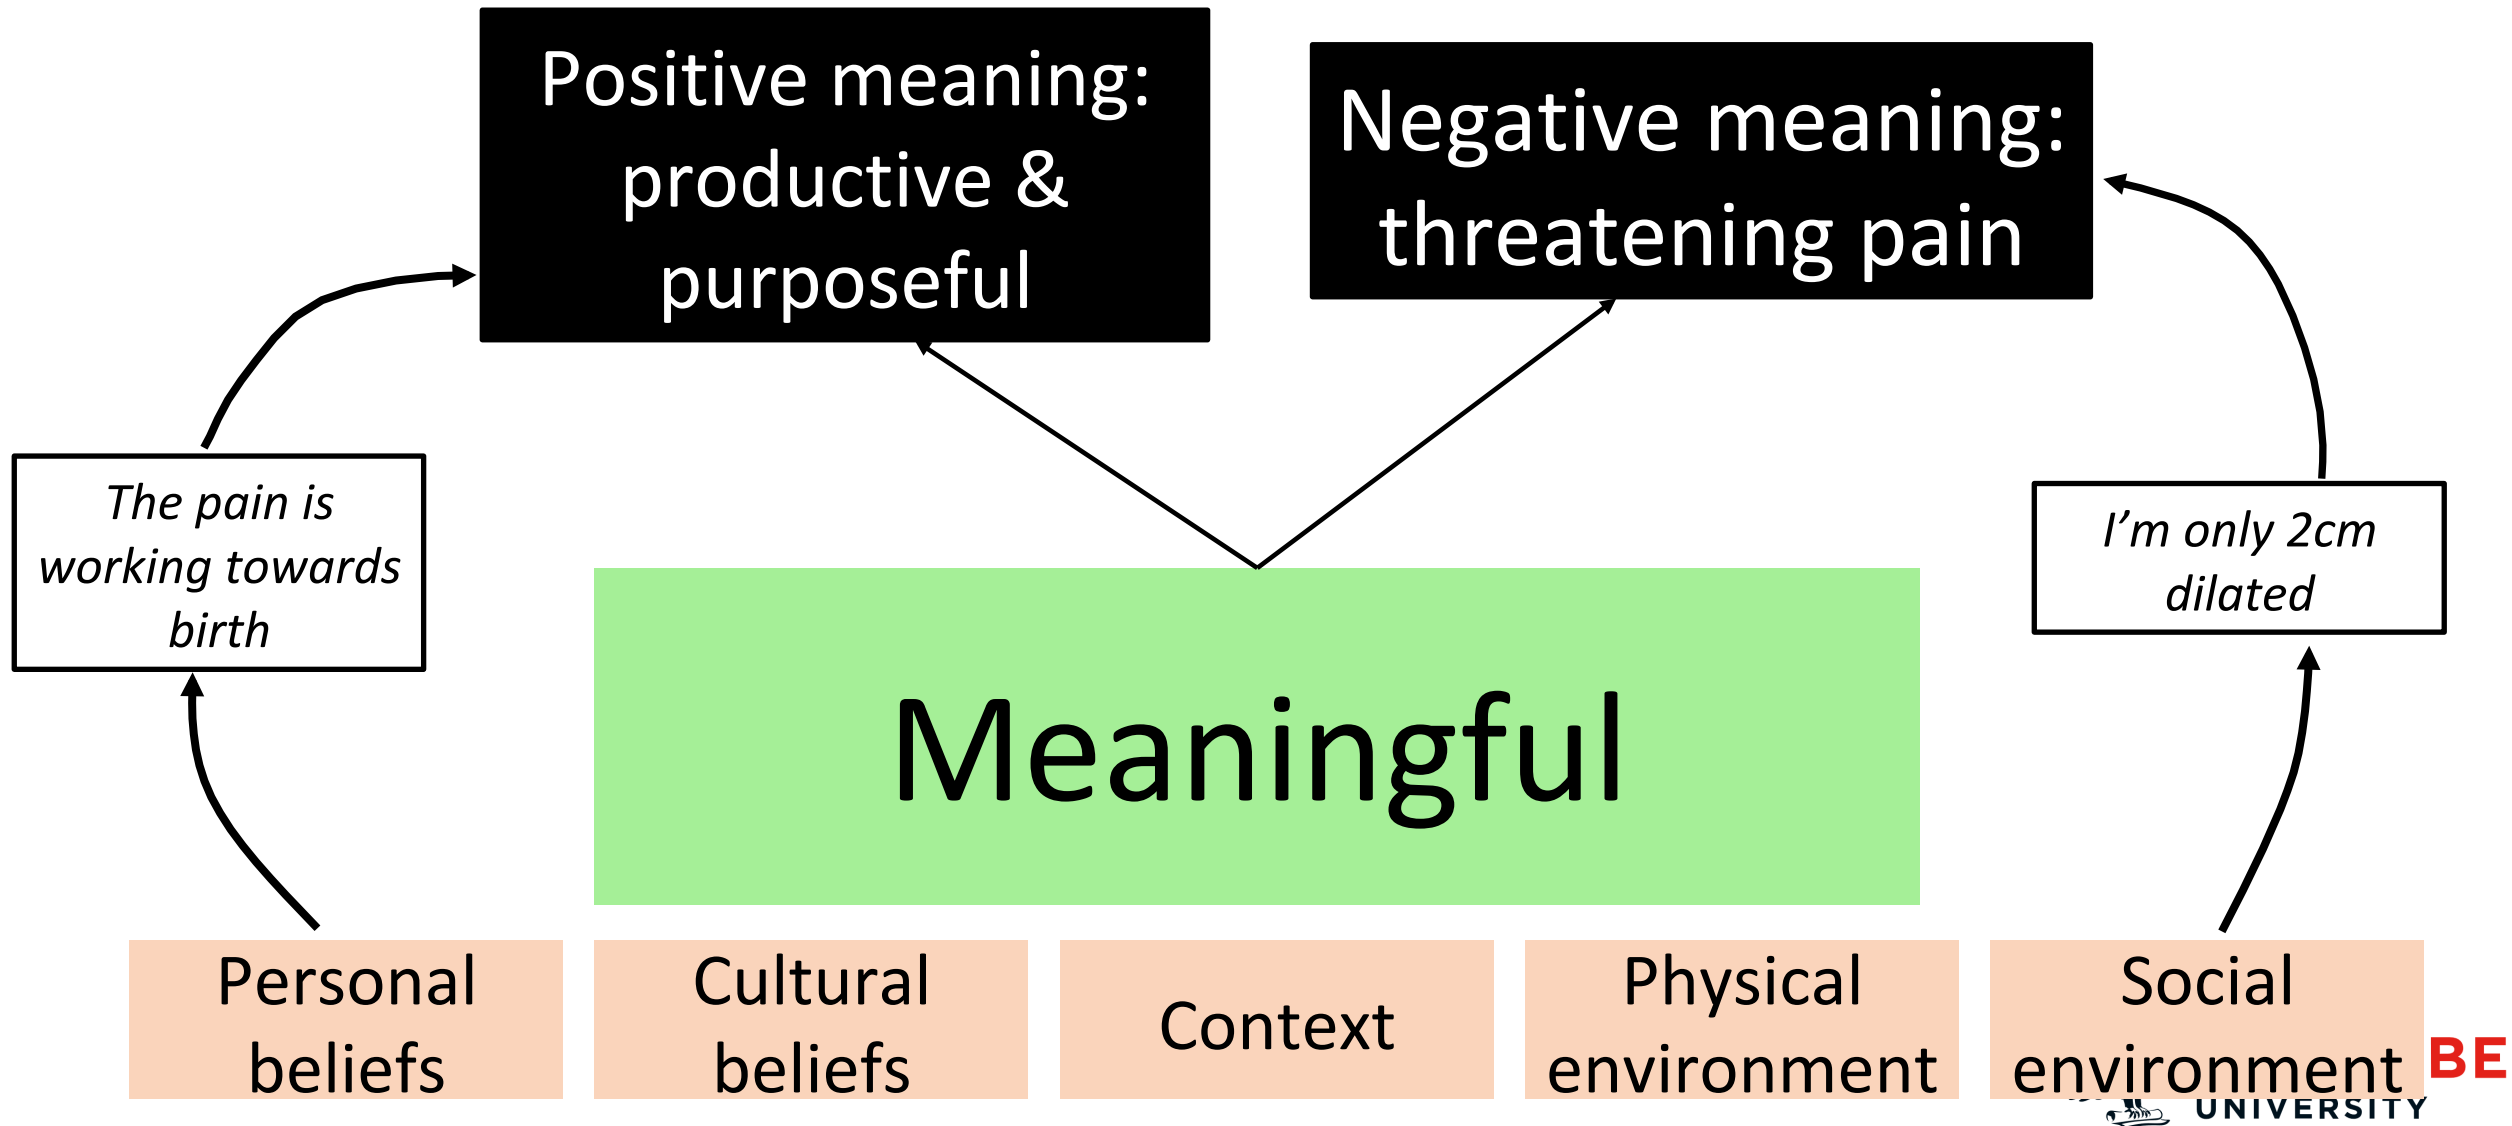 Positive meaning:
productive &
purposeful
Negative meaning:
threatening pain
The pain is
working towards
birth
I'm only 2cm
dilated
Meaningful
Personal
beliefs
Cultural
beliefs
Context
Physical
environment
Social
environment
BE
UNIVERSITY